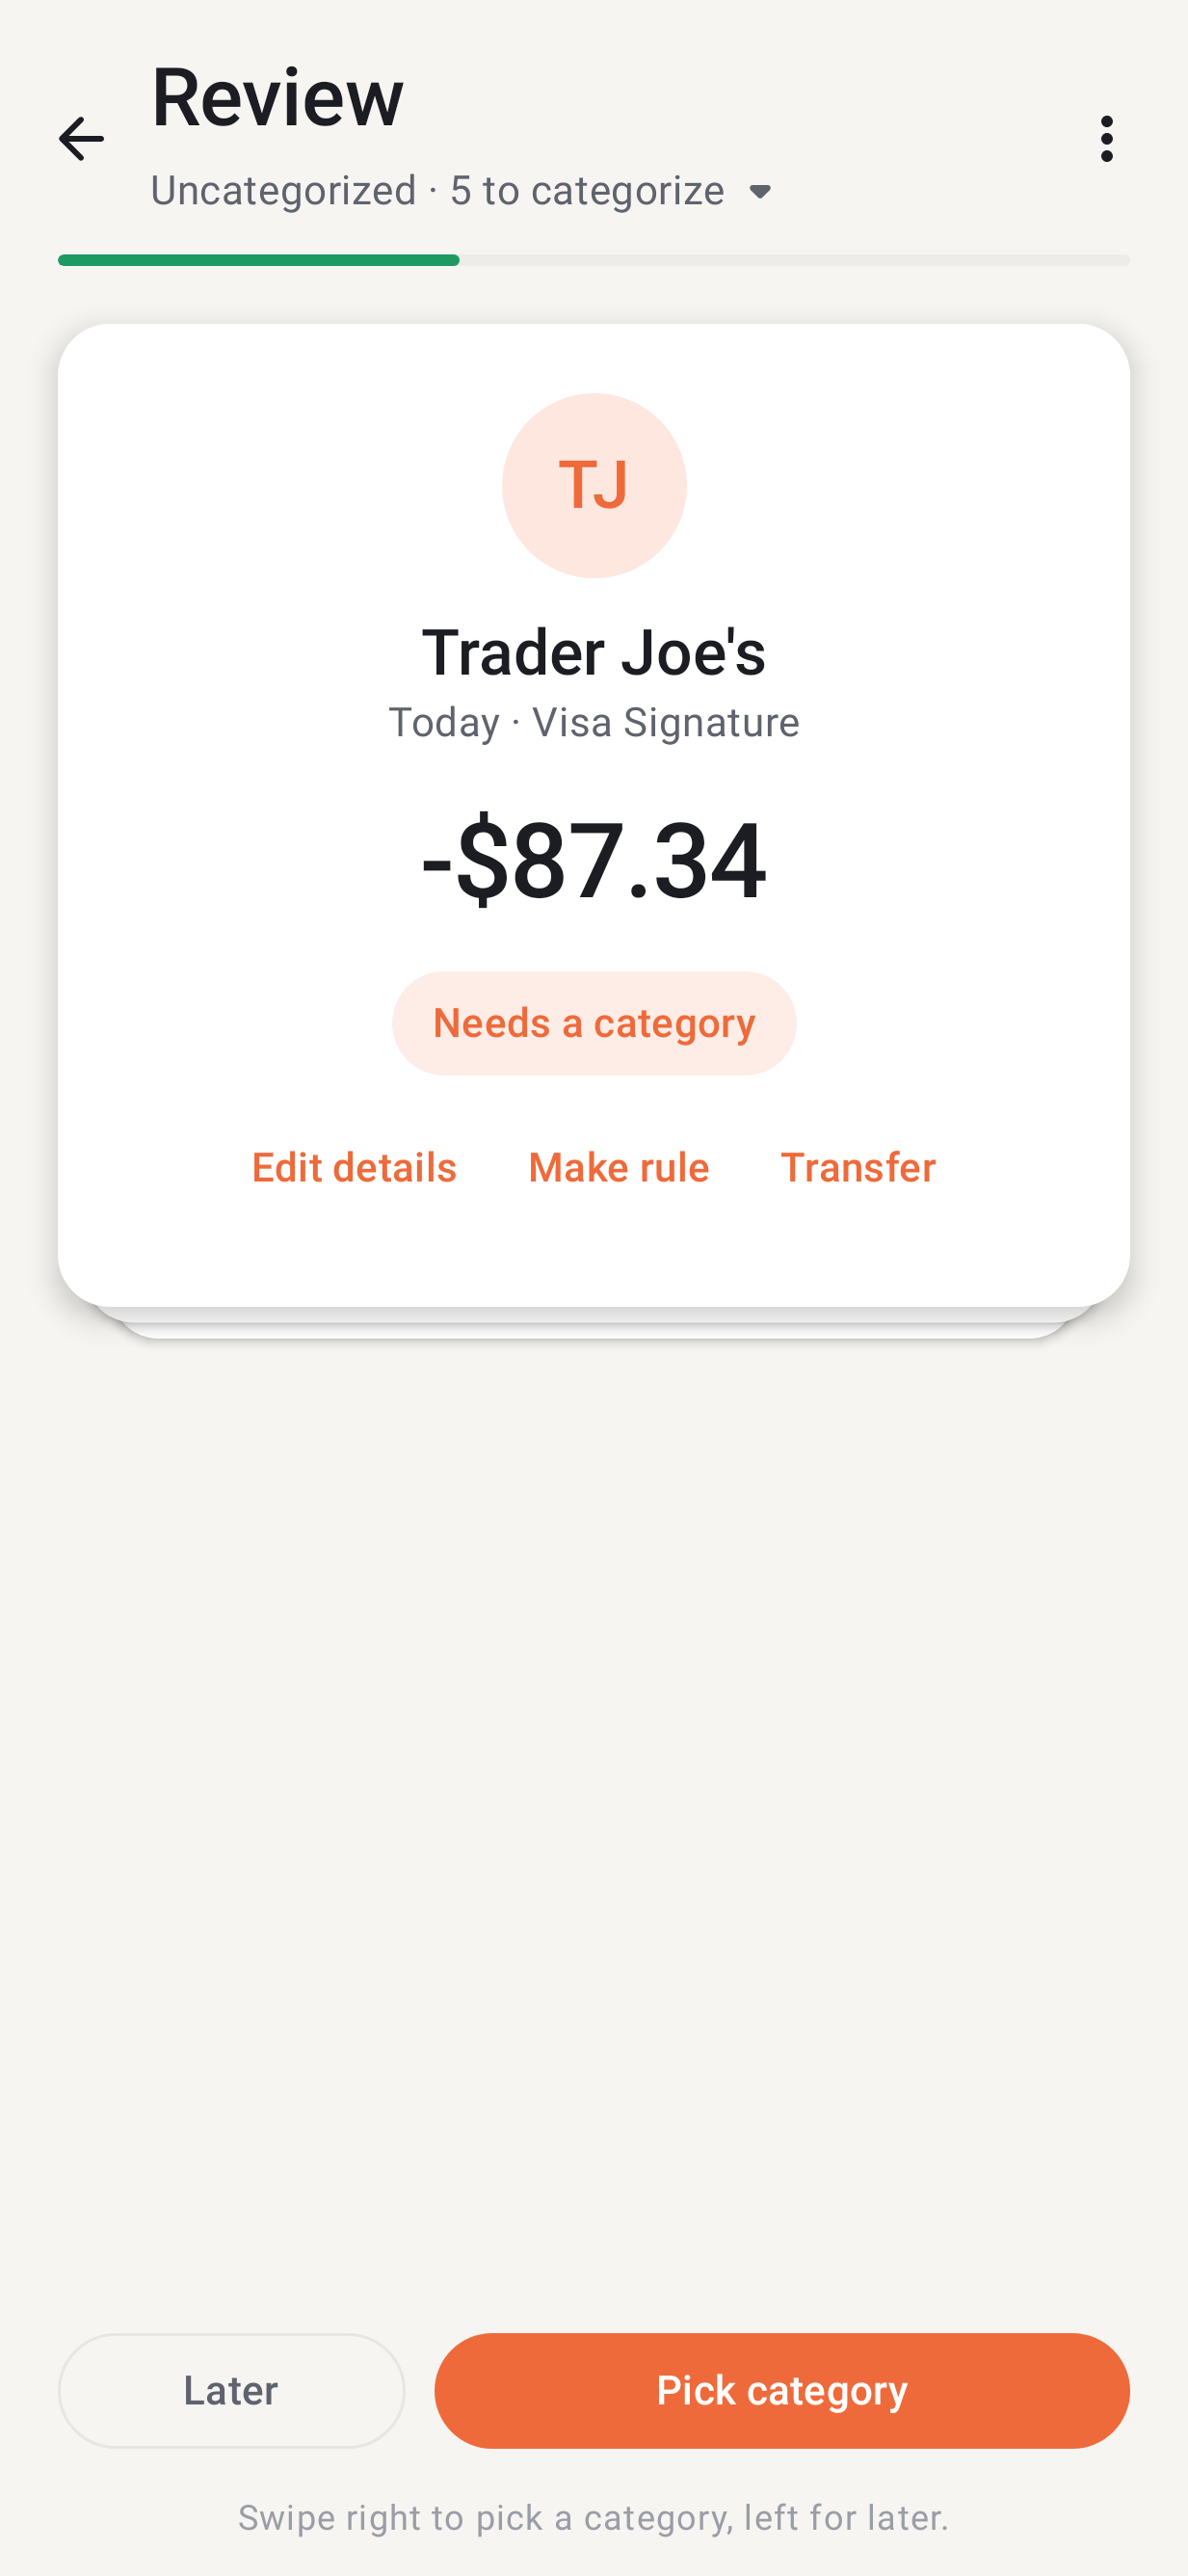 Review
Uncategorized · 5 to categorize
TJ
Trader Joe's
Today · Visa Signature
-$87.34
Needs a category
Edit details Make rule Transfer
Later Pick category
Swipe right to pick a category, left for later.